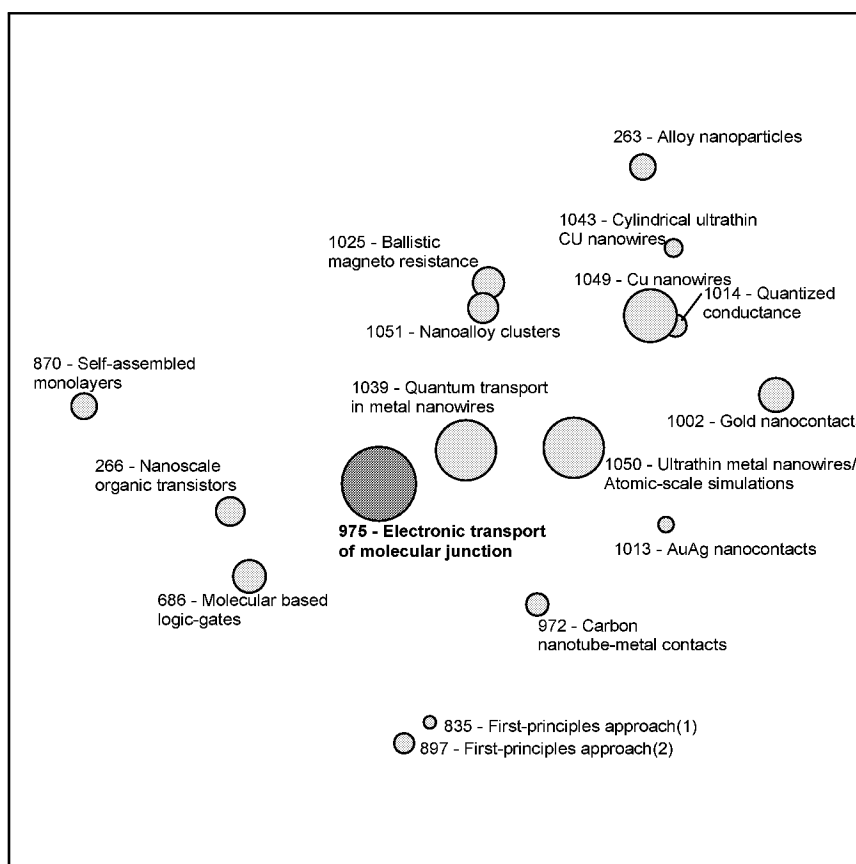 263 - Alloy nanoparticles
1043 - Cylindrical ultrathin
CU nanowires
1025 - Ballistic
magneto resistance
1049 - Cu nanowires
1014 - Quantized
conductance
1051 - Nanoalloy clusters
870 - Self-assembled
monolayers
1039 - Quantum transport
in metal nanowires
1002 - Gold nanocontact
266 - Nanoscale
organic transistors
1050 - Ultrathin metal nanowires/
Atomic-scale simulations
975 - Electronic transport
of molecular junction
1013 - AuAg nanocontacts
686 - Molecular based
logic-gates
972 - Carbon
nanotube-metal contacts
835 - First-principles approach(1)
897 - First-principles approach(2)